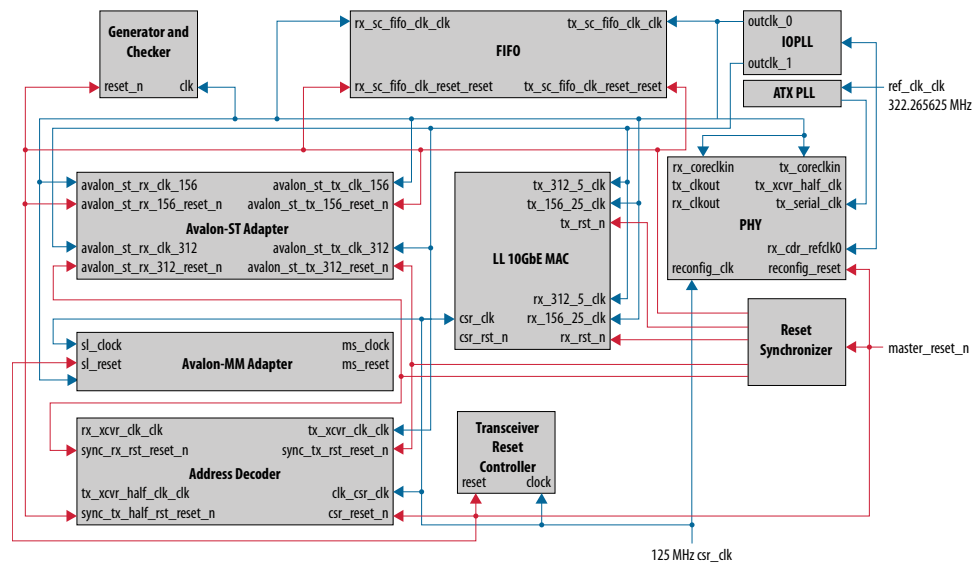 Generator and
Checker
reset_n clk
rx_sc_fifo_clk_clk tx_sc_fifo_clk_clk
FIFO
rx_sc_fifo_clk_reset_reset tx_sc_fifo_clk_reset_reset
outclk_0
IOPLL
outclk_1
ATX PLL
ref_clk_clk
322.265625 MHz
avalon_st_rx_clk_156 avalon_st_tx_clk_156
avalon_st_rx_156_reset_n avalon_st_tx_156_reset_n
Avalon-ST Adapter
avalon_st_rx_clk_312 avalon_st_tx_clk_312
avalon_st_rx_312_reset_n avalon_st_tx_312_reset_n
tx_312_5_clk
tx_156_25_clk
tx_rst_n
LL 10GbE MAC
rx_312_5_clk
csr_clk rx_156_25_clk
csr_rst_n rx_rst_n
rx_coreclkin tx_coreclkin
tx_clkout tx_xcvr_half_clk
rx_clkout tx_serial_clk
PHY
rx_cdr_refclk0
reconfig_clk reconfig_reset
Reset
Synchronizer
master_reset_n
sl_clock ms_clock
sl_reset ms_reset
Avalon-MM Adapter
rx_xcvr_clk_clk tx_xcvr_clk_clk
sync_rx_rst_reset_n sync_tx_rst_reset_n
Address Decoder
tx_xcvr_half_clk_clk clk_csr_clk
sync_tx_half_rst_reset_n csr_reset_n
Transceiver
Reset
Controller
reset clock
125 MHz csr_clk